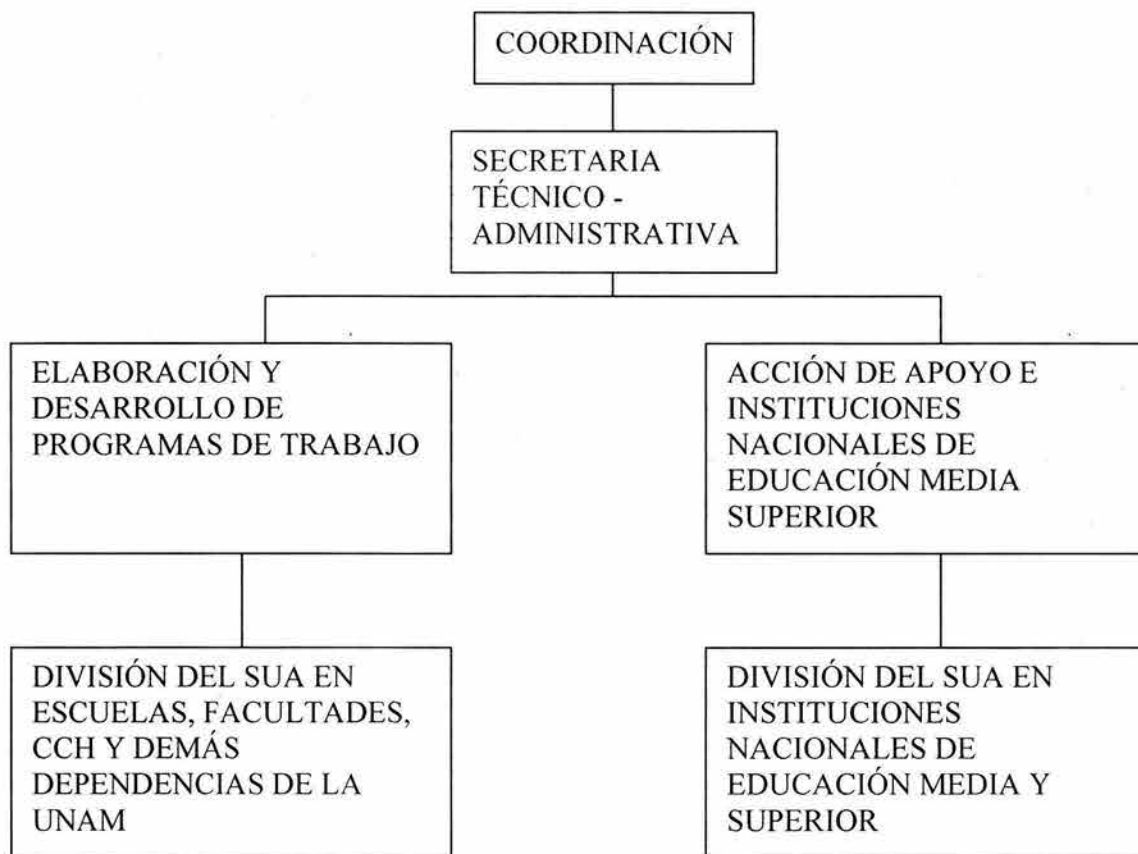 COORDINACIÓN
SECRETARIA
TÉCNICO -
ADMINISTRATIVA
ELABORACIÓN Y
DESARROLLO DE
PROGRAMAS DE TRABAJO
ACCIÓN DE APOYO E
INSTITUCIONES
NACIONALES DE
EDUCACIÓN MEDIA
SUPERIOR
DIVISIÓN DEL SUA EN
ESCUELAS, FACULTADES,
CCH Y DEMÁS
DEPENDENCIAS DE LA
UNAM
DIVISIÓN DEL SUA EN
INSTITUCIONES
NACIONALES DE
EDUCACIÓN MEDIA Y
SUPERIOR